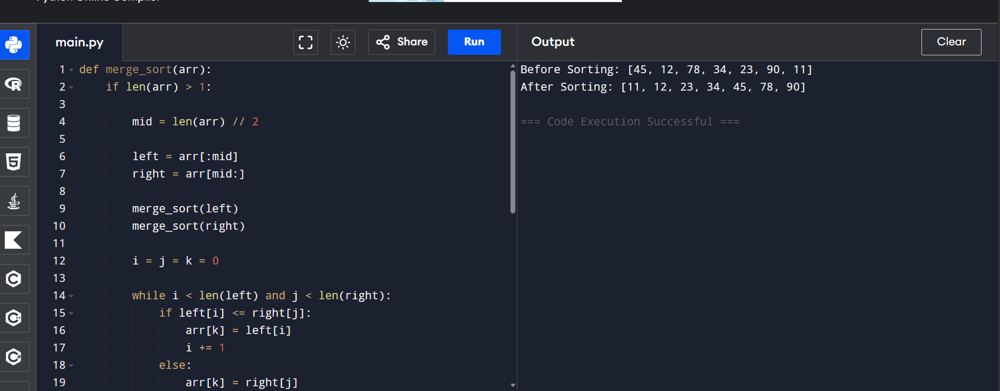 Python Online Compiler
main.py
Share
Run
Output
Clear
1 def merge_sort(arr):
2     if len(arr) > 1:
3
4         mid = len(arr) // 2
5
6         left = arr[:mid]
7         right = arr[mid:]
8
9         merge_sort(left)
10         merge_sort(right)
11
12         i = j = k = 0
13
14         while i < len(left) and j < len(right):
15             if left[i] <= right[j]:
16                 arr[k] = left[i]
17                 i += 1
18             else:
19                 arr[k] = right[j]
Before Sorting: [45, 12, 78, 34, 23, 90, 11]
After Sorting: [11, 12, 23, 34, 45, 78, 90]
=== Code Execution Successful ===
R
5
C
C++
C#